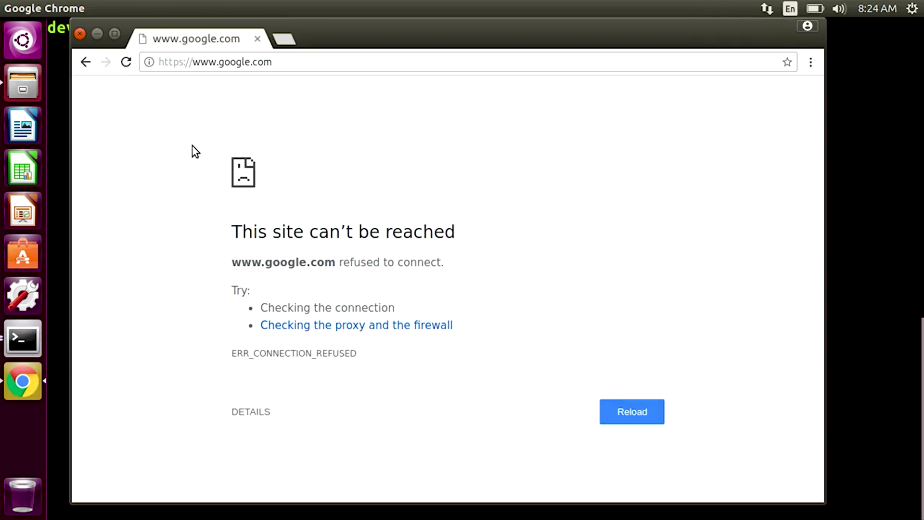 Google Chrome
En
8:24 AM
dev
www.google.com
https://www.google.com
This site can’t be reached
www.google.com refused to connect.
Try:
• Checking the connection
• Checking the proxy and the firewall
ERR_CONNECTION_REFUSED
DETAILS
Reload